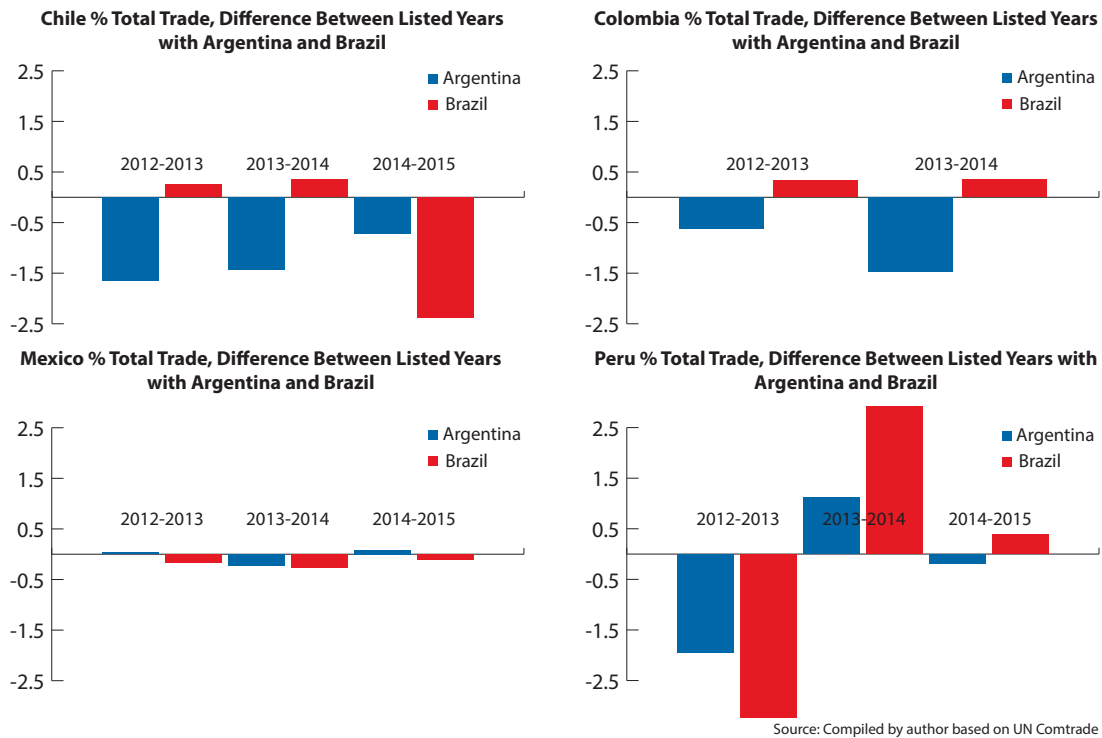 Chile % Total Trade, Difference Between Listed Years
with Argentina and Brazil
2.5
1.5
0.5
-0.5
-1.5
-2.5
Argentina
Brazil
2012-2013
2013-2014
2014-2015
Colombia % Total Trade, Difference Between Listed Years
with Argentina and Brazil
2.5
1.5
0.5
-0.5
-1.5
-2.5
Argentina
Brazil
2012-2013
2013-2014
Mexico % Total Trade, Difference Between Listed Years
with Argentina and Brazil
2.5
1.5
0.5
-0.5
-1.5
-2.5
Argentina
Brazil
2012-2013
2013-2014
2014-2015
Peru % Total Trade, Difference Between Listed Years with
Argentina and Brazil
2.5
1.5
0.5
-0.5
-1.5
-2.5
Argentina
Brazil
2012-2013
2013-2014
2014-2015
Source: Compiled by author based on UN Comtrade